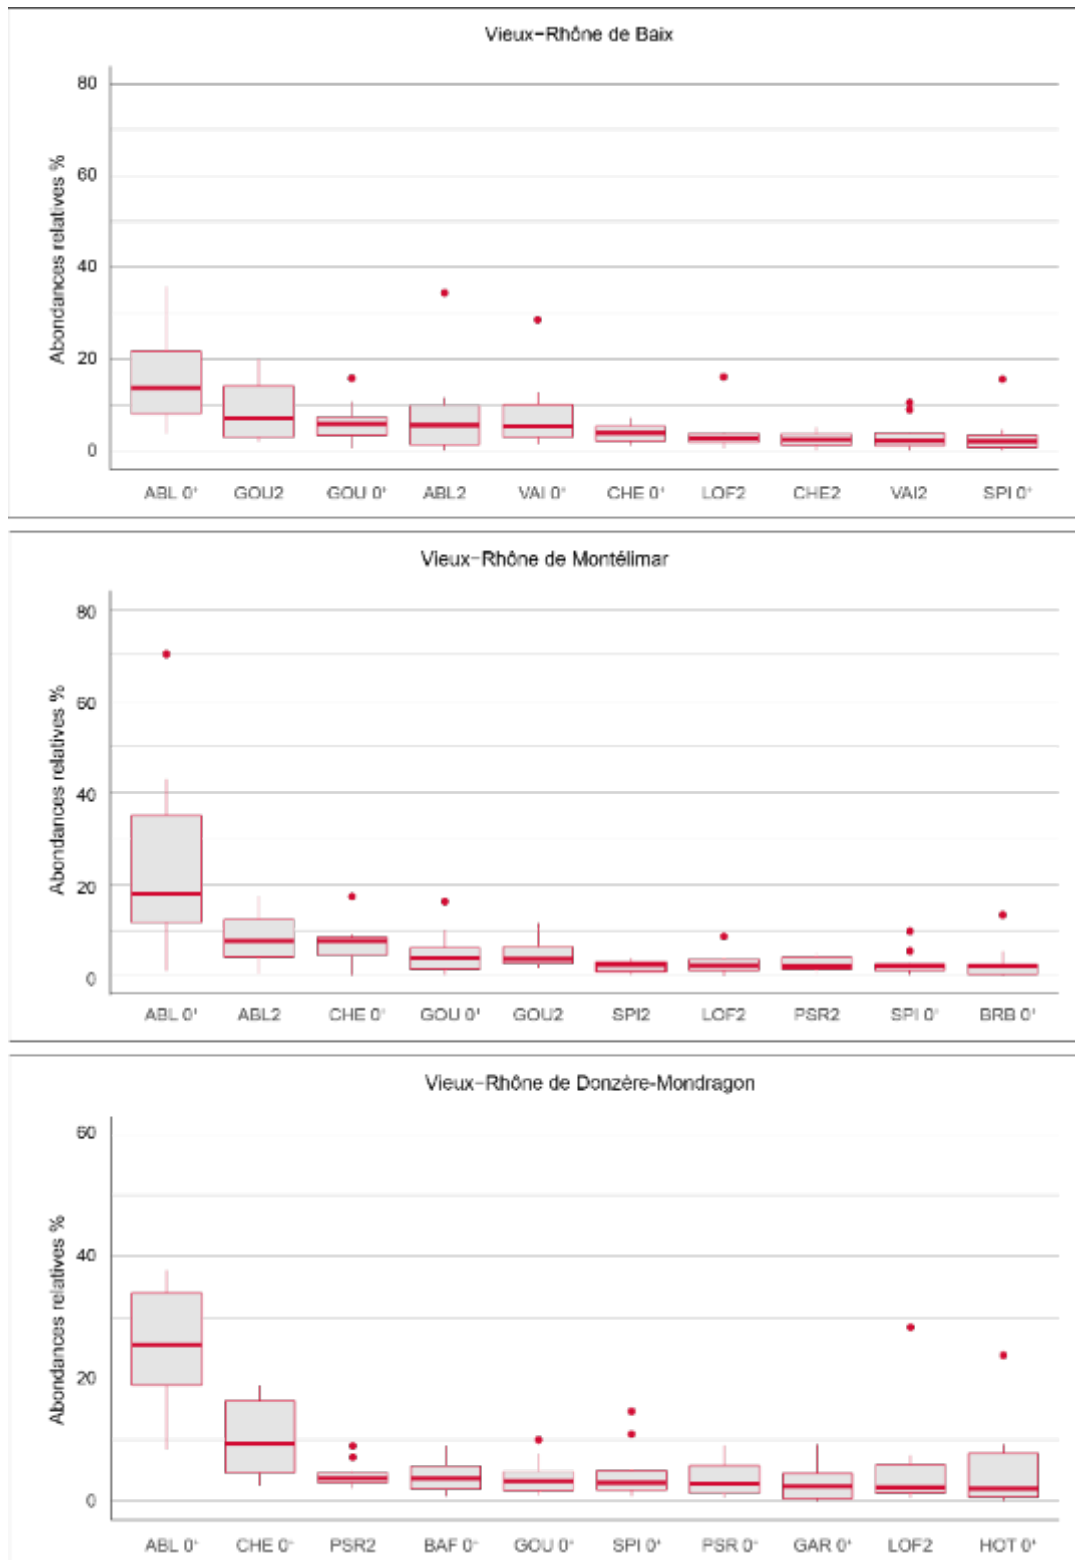 Vieux-Rhône de Baix
Abondances relatives %
80
60
40
20
0
ABL 0+ GOU2 GOU 0+ ABL2 VAI 0+ CHE 0+ LOF2 CHE2 VAI2 SPI 0+
Vieux-Rhône de Montélimar
Abondances relatives %
80
60
40
20
0
ABL 0+ ABL2 CHE 0+ GOU 0+ GOU2 SPI2 LOF2 PSR2 SPI 0+ BRB 0+
Vieux-Rhône de Donzère-Mondragon
Abondances relatives %
60
40
20
0
ABL 0+ CHE 0+ PSR2 BAF 0+ GOU 0+ SPI 0+ PSR 0+ GAR 0+ LOF2 HOT 0+